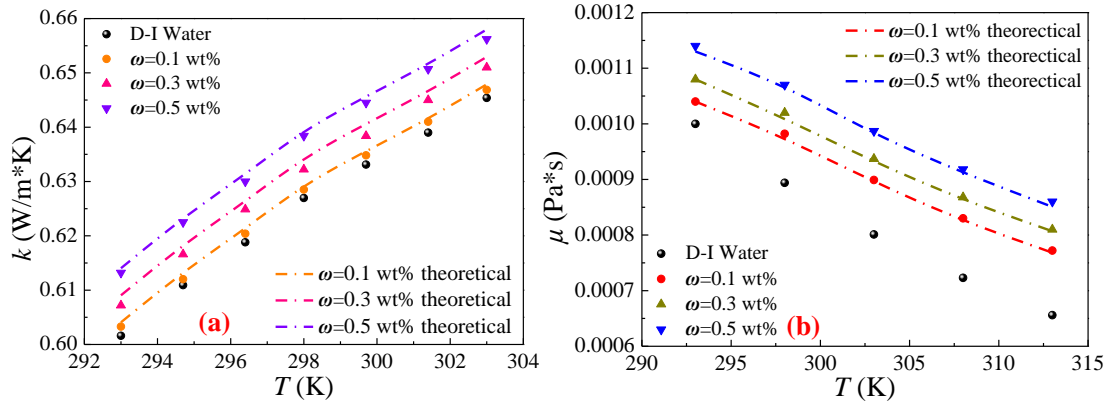 0.66
0.65
0.64
0.63
0.62
0.61
0.60
k (W/m*K)
D-I Water
ω=0.1 wt%
ω=0.3 wt%
ω=0.5 wt%
ω=0.1 wt% theoretical
ω=0.3 wt% theoretical
ω=0.5 wt% theoretical
(a)
292 294 296 298 300 302 304
T (K)
0.0012
0.0011
0.0010
0.0009
0.0008
0.0007
0.0006
μ (Pa*s)
ω=0.1 wt% theorectical
ω=0.3 wt% theorectical
ω=0.5 wt% theorectical
D-I Water
ω=0.1 wt%
ω=0.3 wt%
ω=0.5 wt%
(b)
290 295 300 305 310 315
T (K)